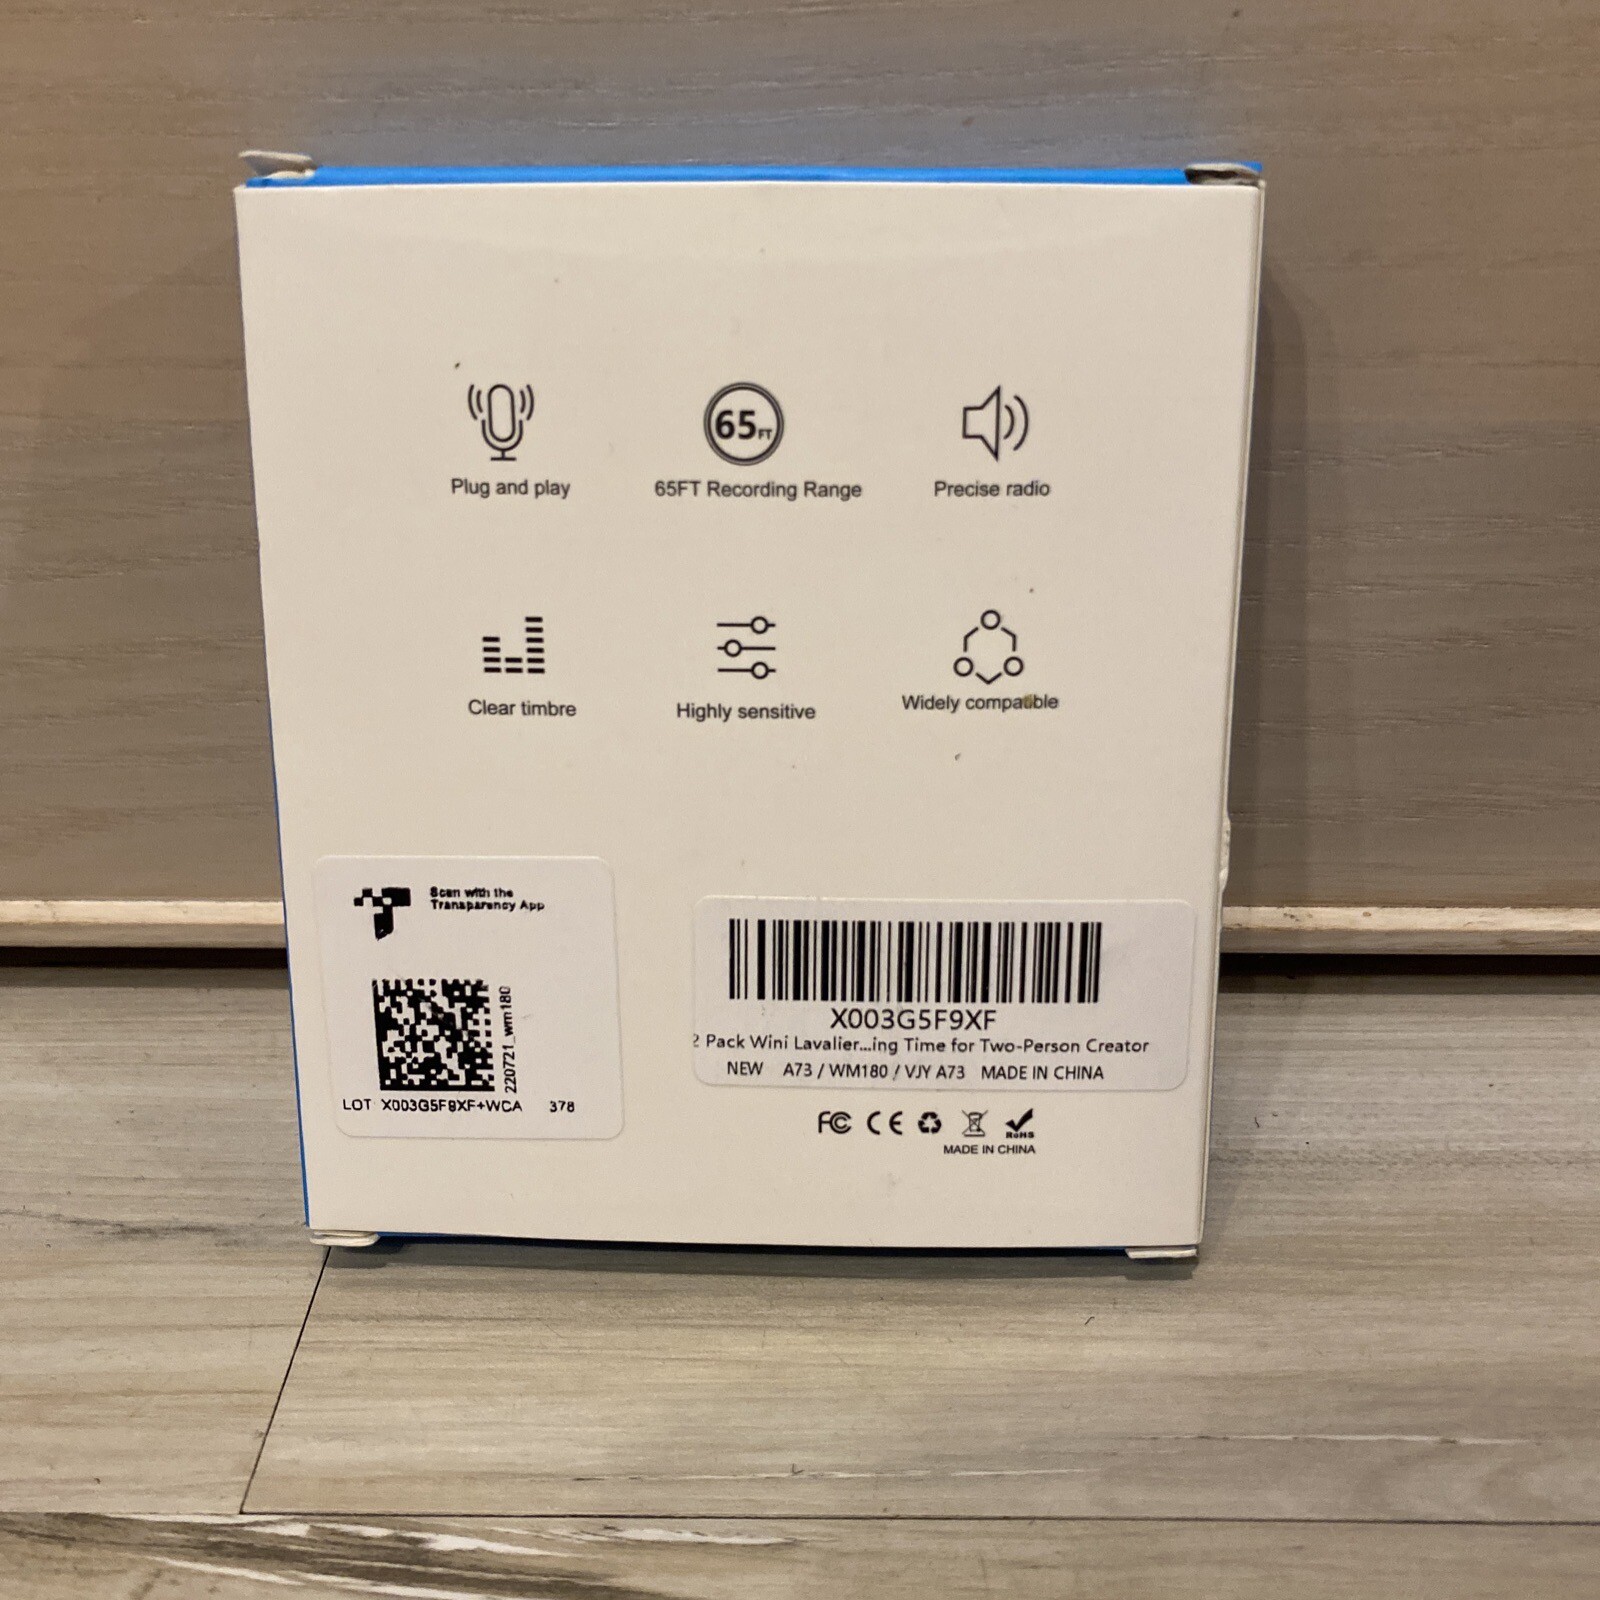 65FT
Plug and play
65FT Recording Range
Precise radio
Clear timbre
Highly sensitive
Widely compatible
Scan with the
Transparency App
220721_wm180
LOT X003G5F9XF+WCA 378
X003G5F9XF
2 Pack Wini Lavalier...ing Time for Two-Person Creator
NEW A73 / WM180 / VJY A73 MADE IN CHINA
FC CE RoHS
MADE IN CHINA